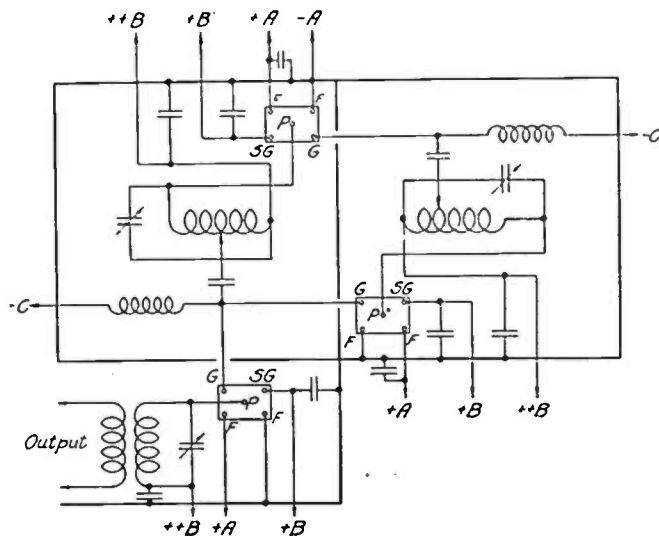 ++B +B +A -A
F F
P
SG G
-C
-C
G SG
P
F F
G SG
P
F F
+A +B ++B
Output
++B +A +B